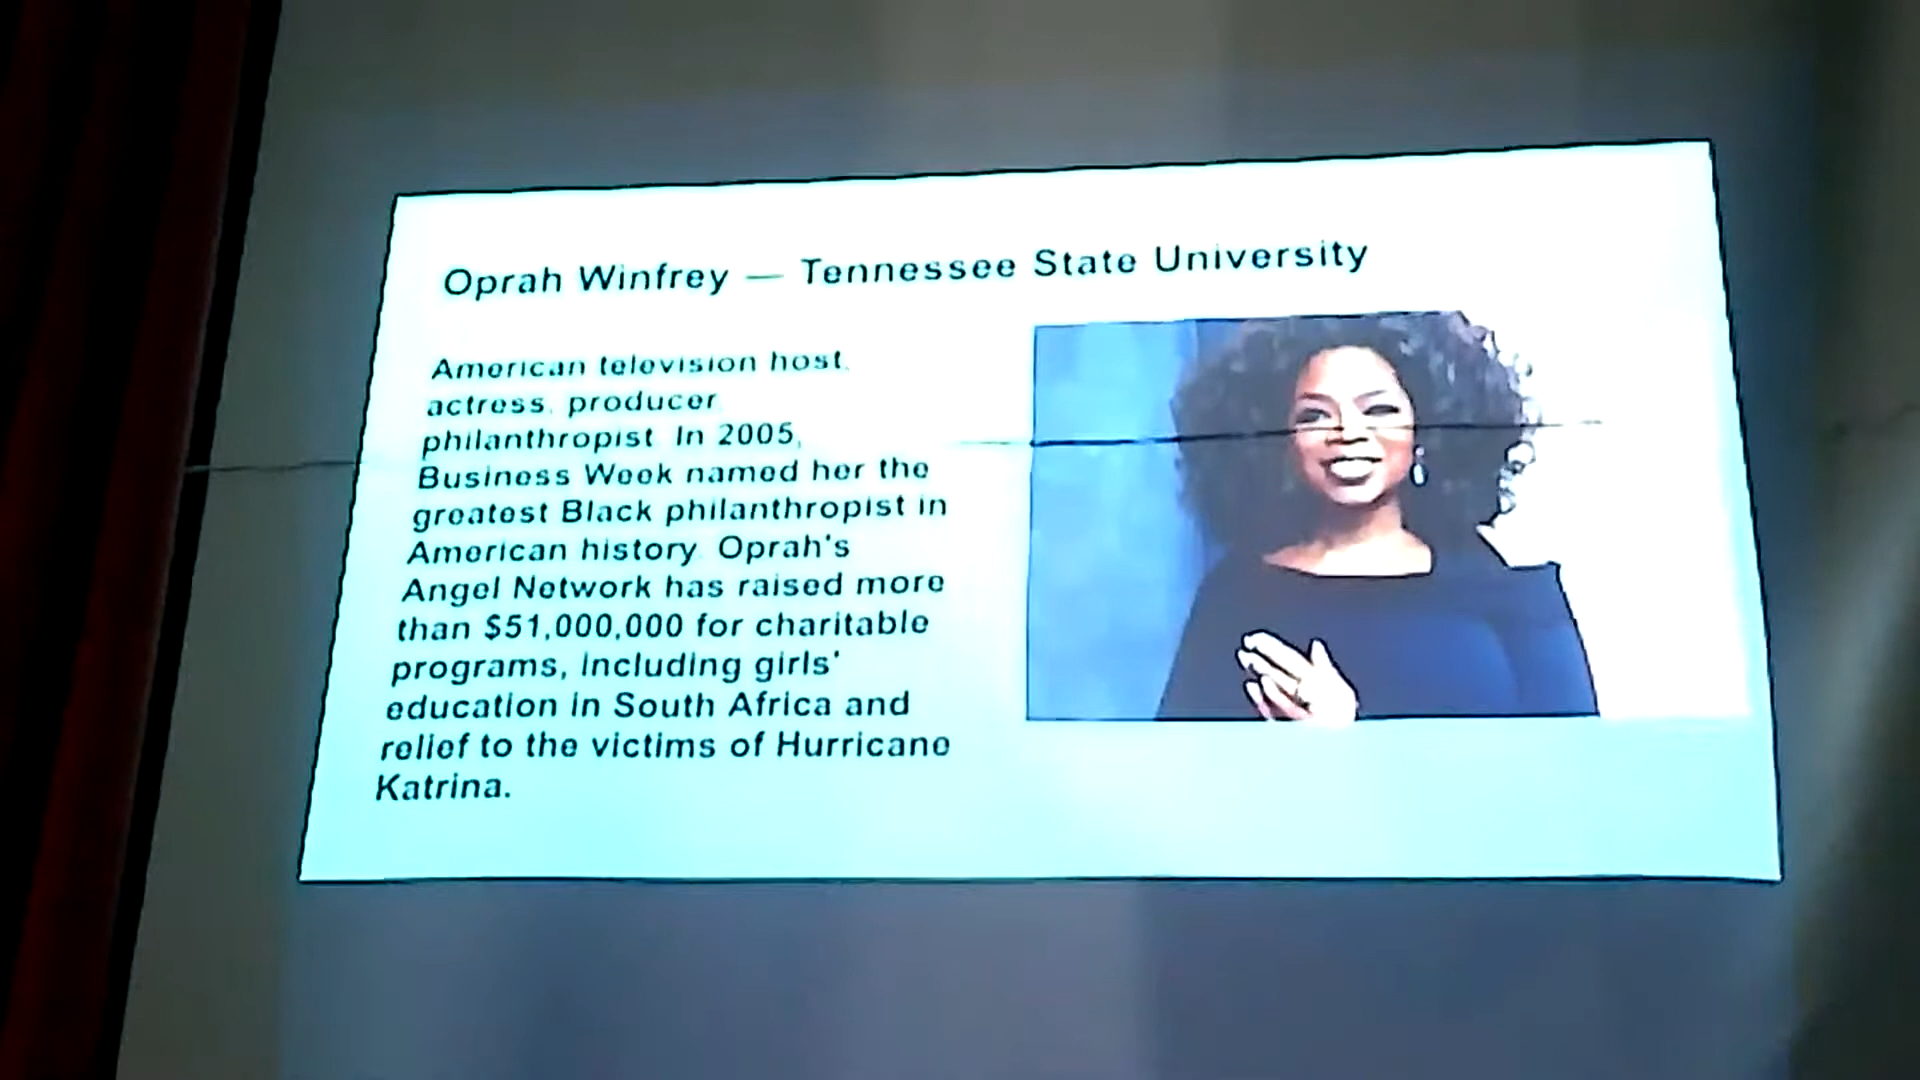 Oprah Winfrey — Tennessee State University
American television host,
actress, producer,
philanthropist. In 2005,
Business Week named her the
greatest Black philanthropist in
American history. Oprah's
Angel Network has raised more
than $51,000,000 for charitable
programs, including girls'
education in South Africa and
relief to the victims of Hurricane
Katrina.